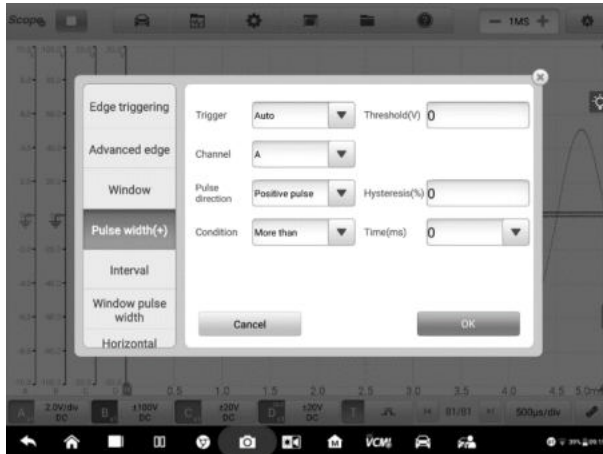 Scope
1MS
Edge triggering
Advanced edge
Window
Pulse width(+)
Interval
Window pulse
width
Horizontal
Trigger
Auto
Threshold(V)
0
Channel
A
Pulse
direction
Positive pulse
Hysteresis(%)
0
Condition
More than
Time(ms)
0
Cancel
OK
0.5 1.0 1.5 2.0 2.5 3.0 3.5 4.0 4.5 5.0
A 2.0V/div
DC
B ±100V
DC
C ±20V
DC
D ±20V
DC
T
81/81
500μs/div
VCMI